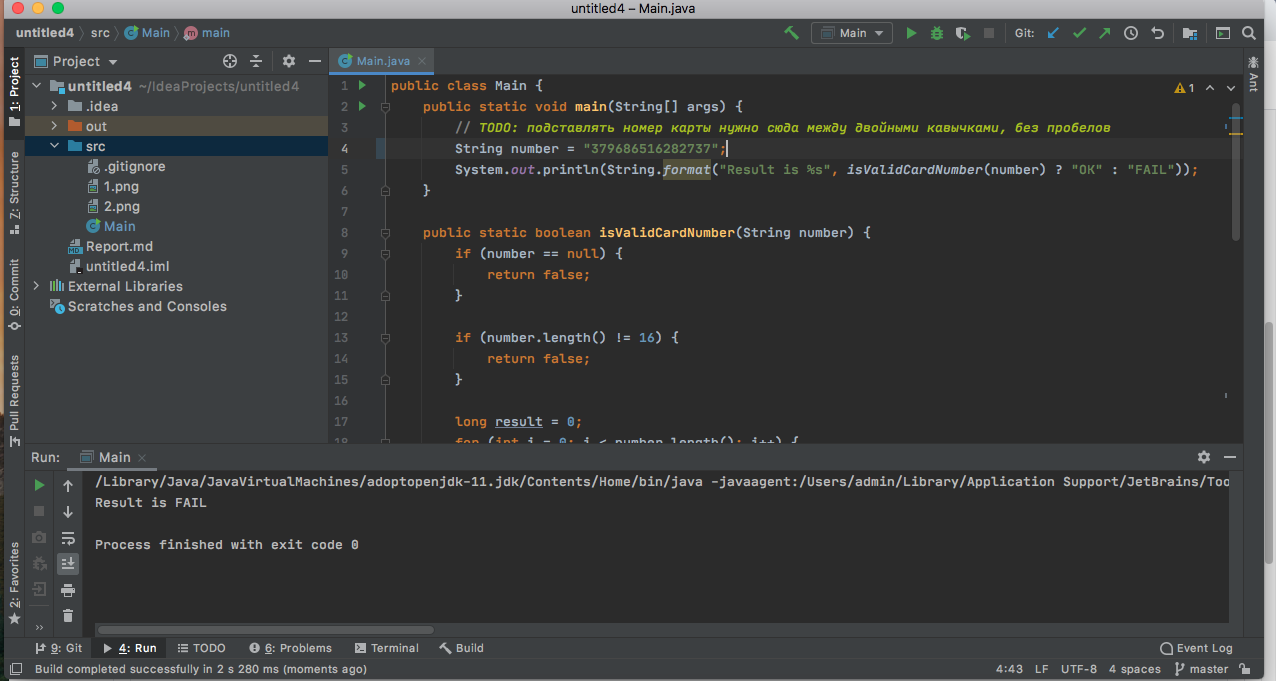 untitled4 – Main.java
untitled4 src Main main
Main
Git:
1: Project
7: Structure
0: Commit
Pull Requests
2: Favorites
Project
untitled4 ~/IdeaProjects/untitled4
.idea
out
src
.gitignore
1.png
2.png
Main
Report.md
untitled4.iml
External Libraries
Scratches and Consoles
Main.java
1 public class Main {
2 public static void main(String[] args) {
3 // TODO: подставлять номер карты нужно сюда между двойными кавычками, без пробелов
4 String number = "379686516282737";
5 System.out.println(String.format("Result is %s", isValidCardNumber(number) ? "OK" : "FAIL"));
6 }
7
8 public static boolean isValidCardNumber(String number) {
9 if (number == null) {
10 return false;
11 }
12
13 if (number.length() != 16) {
14 return false;
15 }
16
17 long result = 0;
18 for (int i = 0; i < number.length(); i++) {
1
Ant
Run: Main
/Library/Java/JavaVirtualMachines/adoptopenjdk-11.jdk/Contents/Home/bin/java -javaagent:/Users/admin/Library/Application Support/JetBrains/Too
Result is FAIL
Process finished with exit code 0
9: Git 4: Run TODO 6: Problems Terminal Build Event Log
Build completed successfully in 2 s 280 ms (moments ago) 4:43 LF UTF-8 4 spaces master